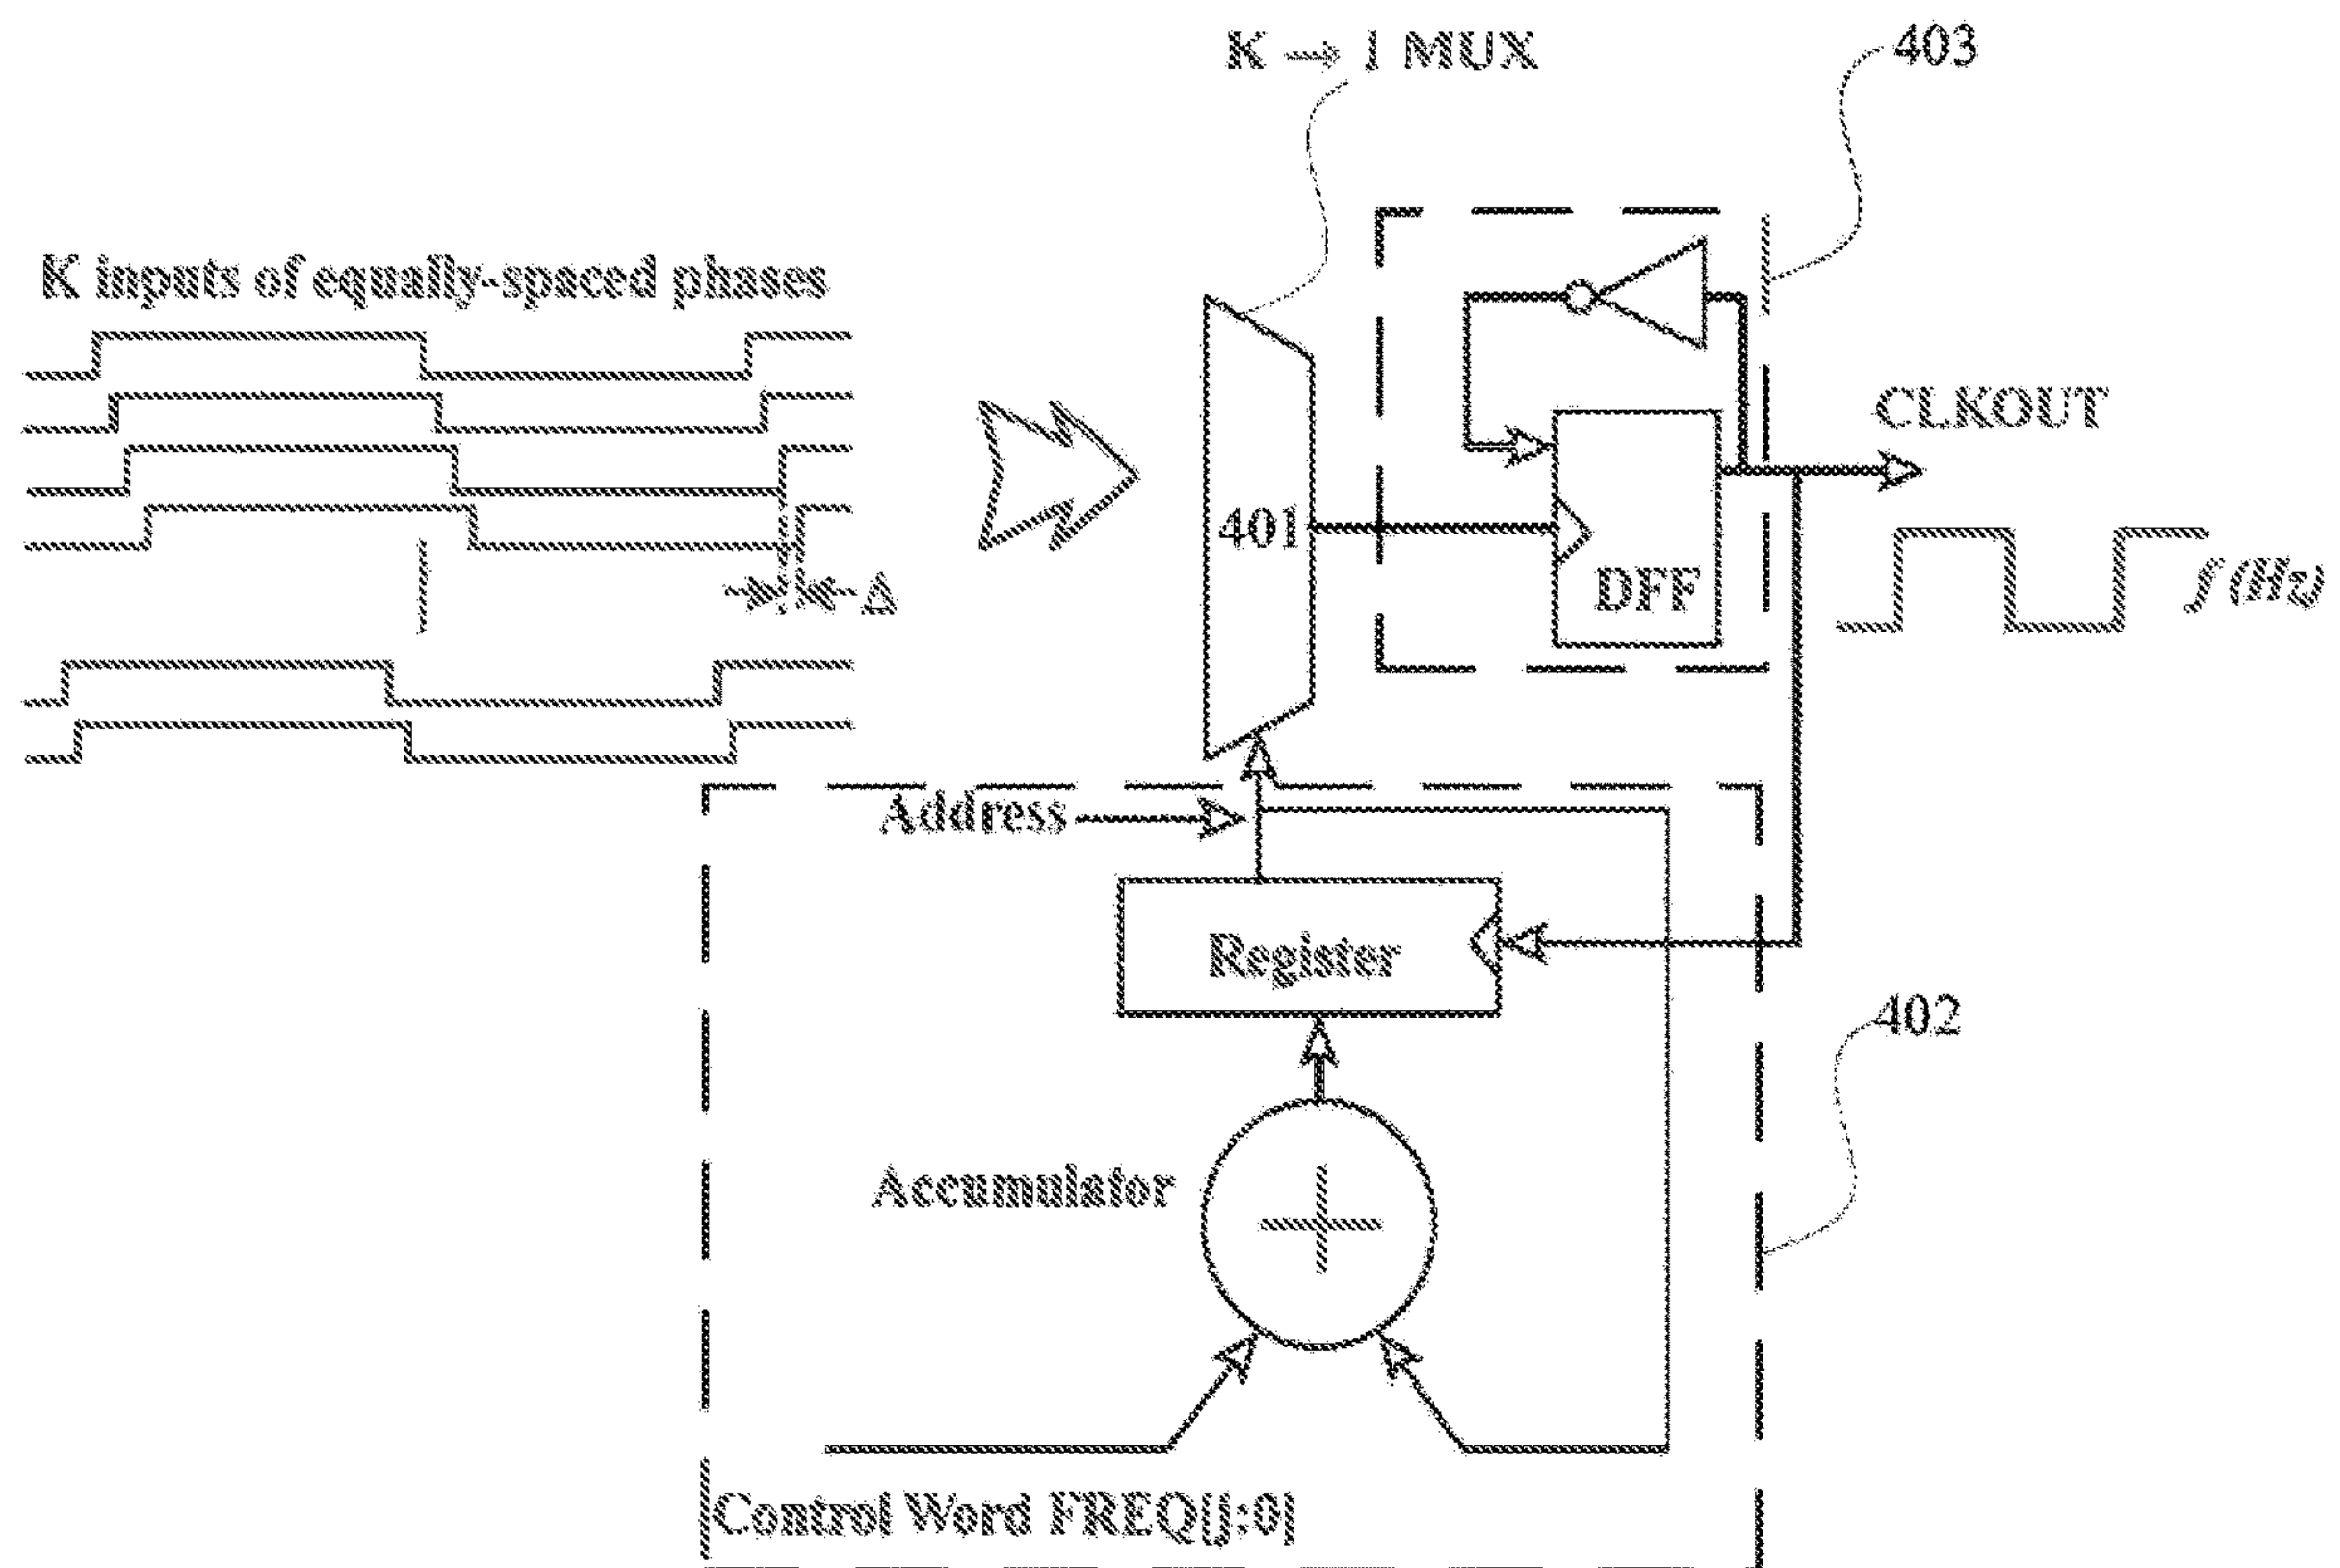 K → 1 MUX
403
K inputs of equally-spaced phases
CLKOUT
401
DFF
Δ
f (Hz)
Address
Register
402
Accumulator
Control Word FREQ[j:0]